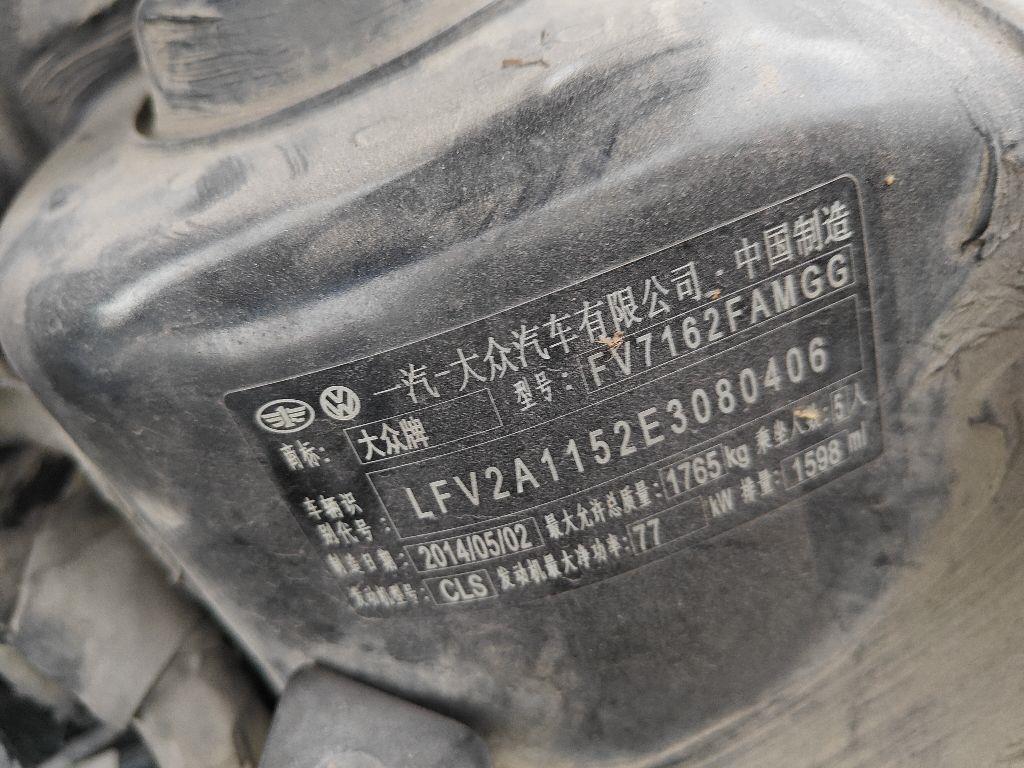 一汽-大众汽车有限公司·中国制造
商标: 大众牌 型号: FV7162FAMGG
车辆识别代号: LFV2A1152E3080406
制造日期: 2014/05/02 最大允许总质量: 1765 kg 乘坐人数: 5人
发动机型号: CLS 发动机最大净功率: 77 kW 排量: 1598 ml